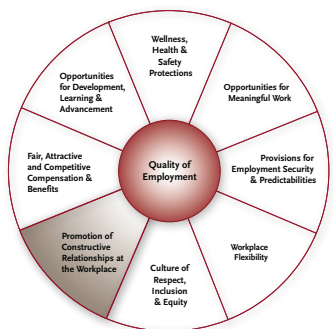 Wellness,
Health &
Safety
Protections
Opportunities for
Meaningful Work
Provisions for
Employment Security
& Predictabilities
Workplace
Flexibility
Culture of
Respect,
Inclusion
& Equity
Promotion of
Constructive
Relationships at
the Workplace
Fair, Attractive
and Competitive
Compensation &
Benefits
Opportunities
for Development,
Learning &
Advancement
Quality of
Employment